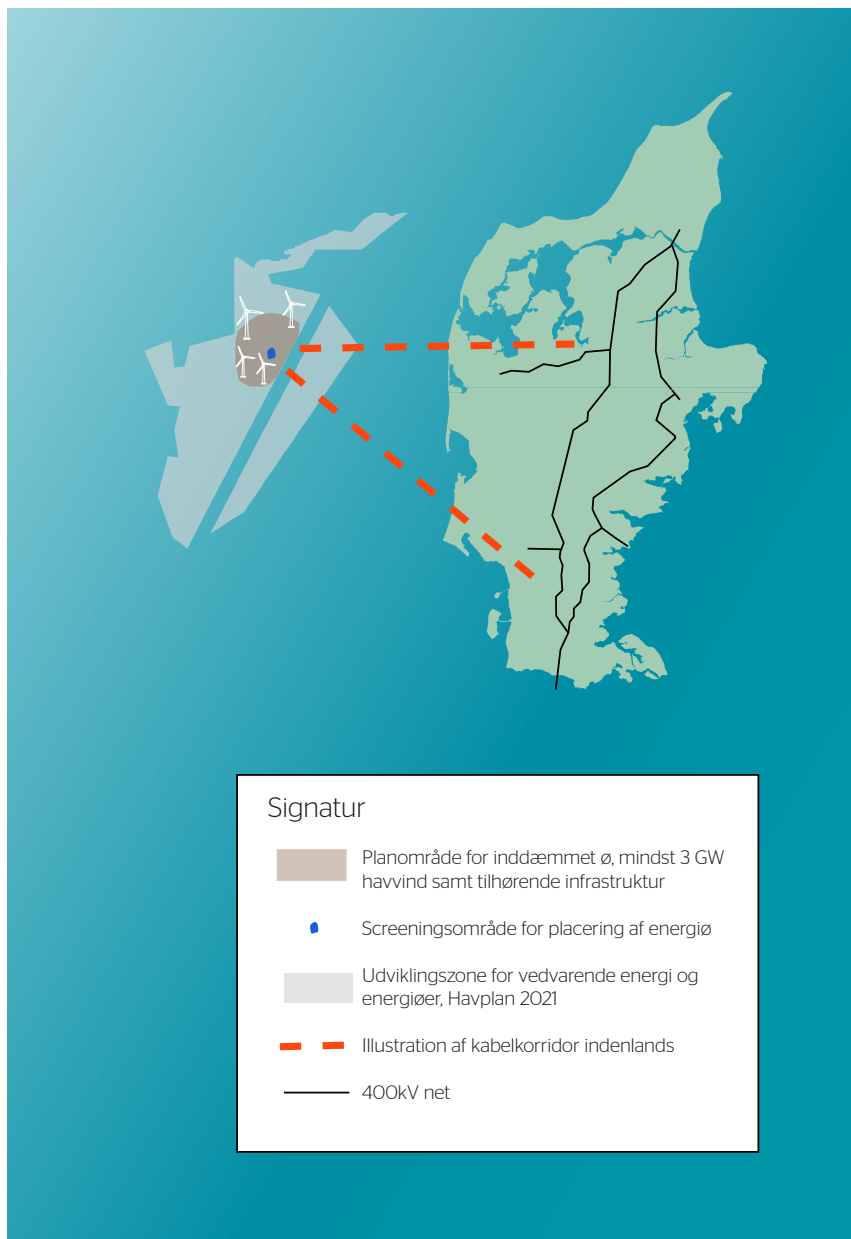 Signatur
Planområde for inddæmmet ø, mindst 3 GW
havvind samt tilhørende infrastruktur
Screeningsområde for placering af energiø
Udviklingszone for vedvarende energi og
energiøer, Havplan 2021
Illustration af kabelkorridor indenlands
400kV net